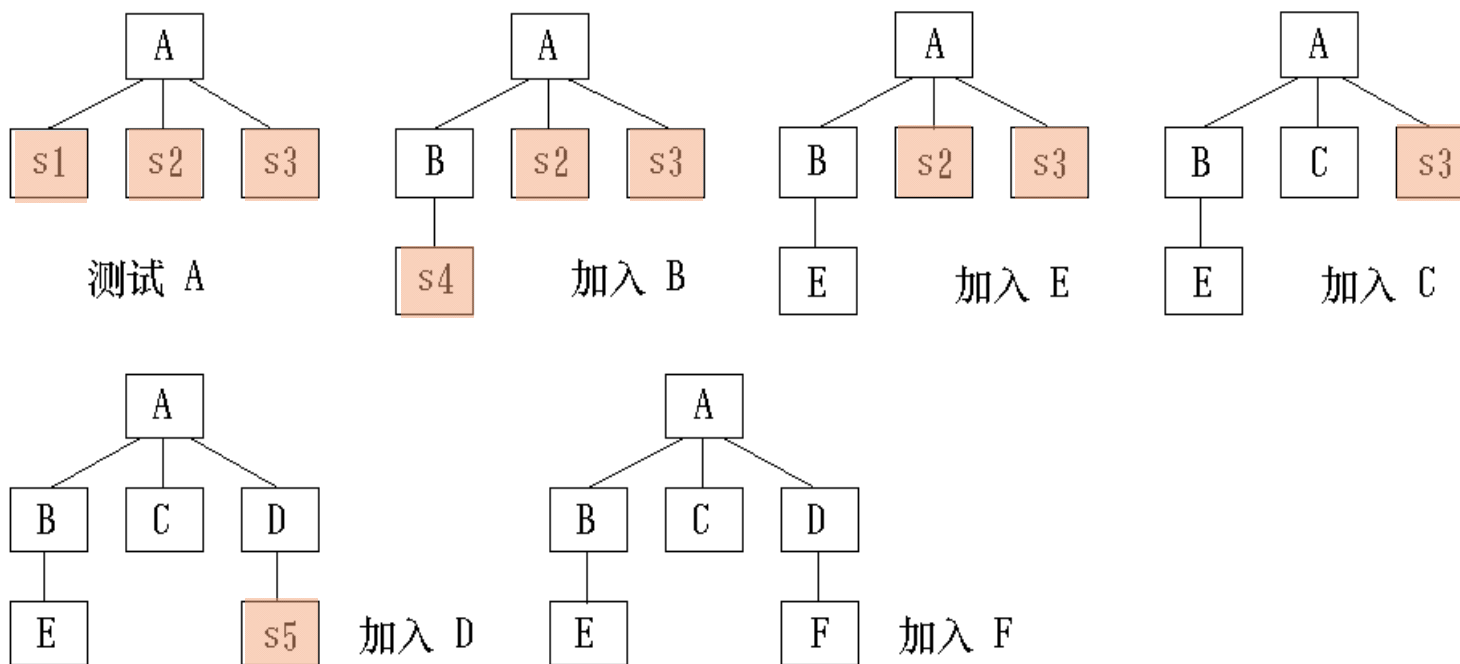 A A A A
s1 s2 s3 B s2 s3 B s2 s3 B C s3
测试 A s4 加入 B E 加入 E E 加入 C
A A
B C D B C D
E s5 加入 D E F 加入 F